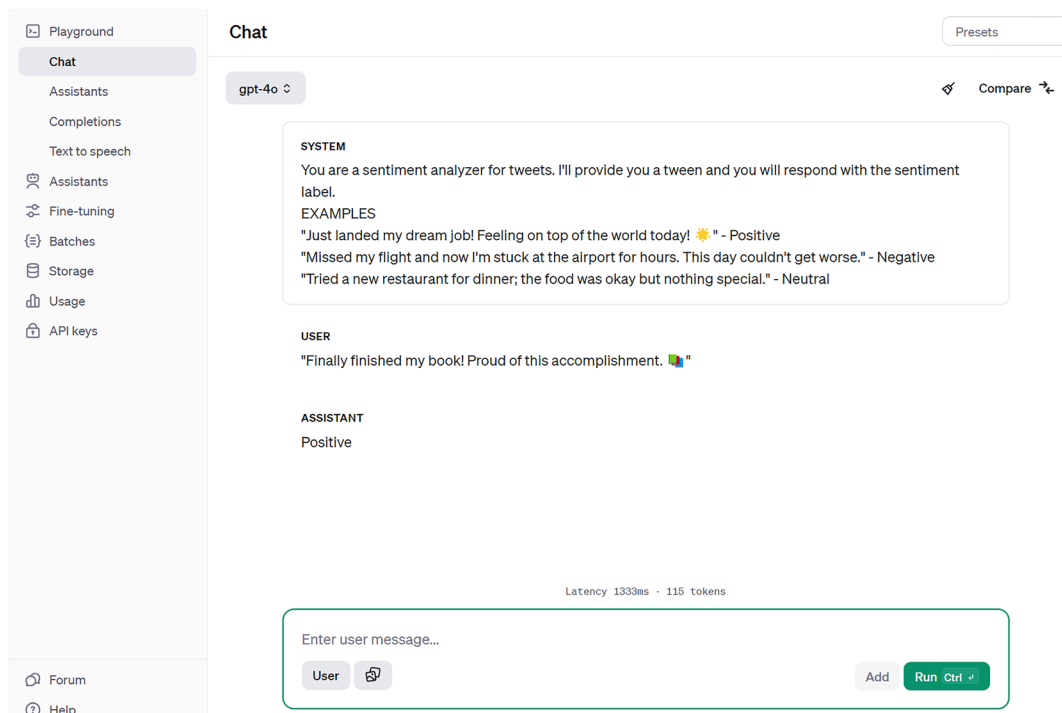 Playground
Chat
Assistants
Completions
Text to speech
Assistants
Fine-tuning
Batches
Storage
Usage
API keys
Forum
Help
Chat
Presets
gpt-4o
Compare
SYSTEM
You are a sentiment analyzer for tweets. I'll provide you a tween and you will respond with the sentiment
label.
EXAMPLES
"Just landed my dream job! Feeling on top of the world today! 🌟" - Positive
"Missed my flight and now I'm stuck at the airport for hours. This day couldn't get worse." - Negative
"Tried a new restaurant for dinner; the food was okay but nothing special." - Neutral
USER
"Finally finished my book! Proud of this accomplishment. 📚"
ASSISTANT
Positive
Latency 1333ms · 115 tokens
Enter user message...
User
Add
Run Ctrl ↵